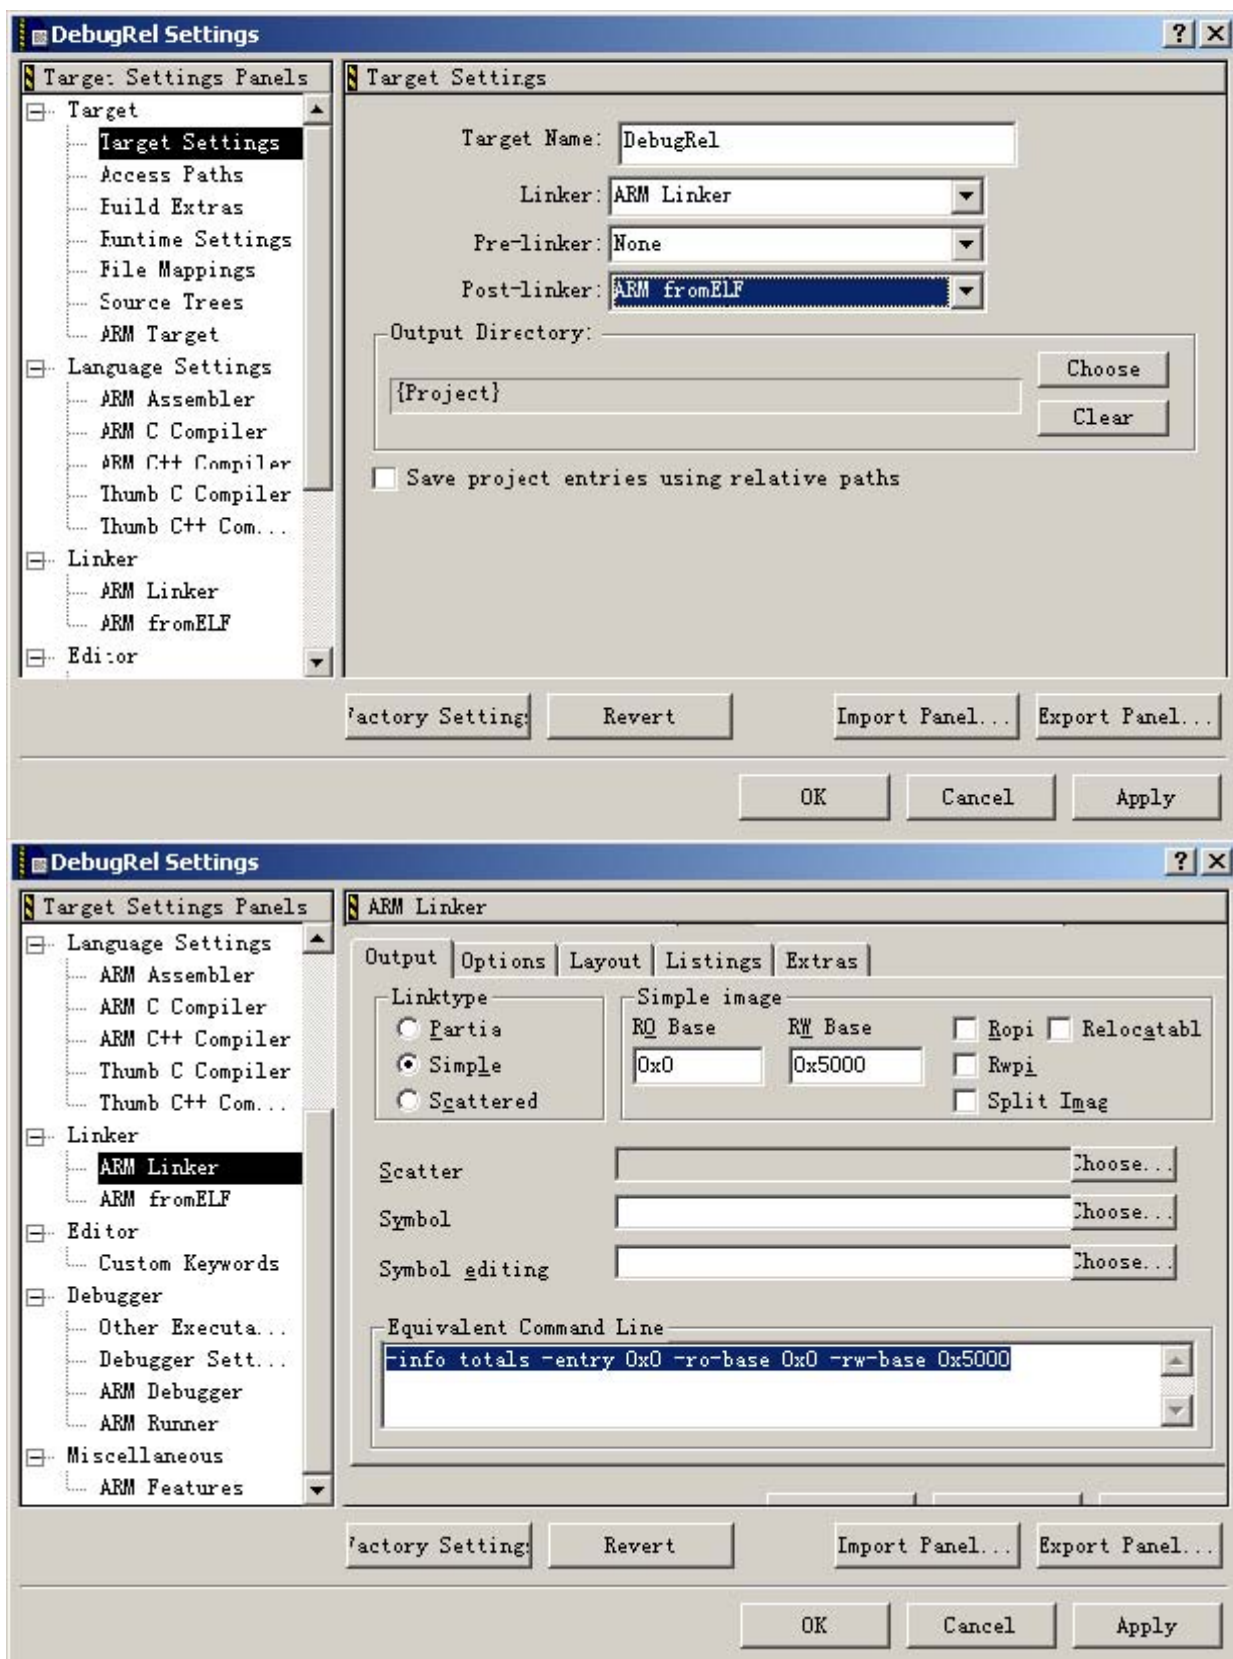 DebugRel Settings
Target Settings Panels
Target
Target Settings
Access Paths
Build Extras
Runtime Settings
File Mappings
Source Trees
ARM Target
Language Settings
ARM Assembler
ARM C Compiler
ARM C++ Compiler
Thumb C Compiler
Thumb C++ Com...
Linker
ARM Linker
ARM fromELF
Editor
Target Settings
Target Name: DebugRel
Linker: ARM Linker
Pre-linker: None
Post-linker: ARM fromELF
Output Directory:
{Project}
Choose
Clear
Save project entries using relative paths
Factory Setting
Revert
Import Panel...
Export Panel...
OK
Cancel
Apply
DebugRel Settings
Target Settings Panels
Language Settings
ARM Assembler
ARM C Compiler
ARM C++ Compiler
Thumb C Compiler
Thumb C++ Com...
Linker
ARM Linker
ARM fromELF
Editor
Custom Keywords
Debugger
Other Executa...
Debugger Sett...
ARM Debugger
ARM Runner
Miscellaneous
ARM Features
ARM Linker
Output Options Layout Listings Extras
Linktype
Partia
Simple
Scattered
Simple image
RO Base RW Base
0x0 0x5000
Ropi Relocatabl
Rwpi
Split Imag
Scatter Choose...
Symbol Choose...
Symbol editing Choose...
Equivalent Command Line
-info totals -entry 0x0 -ro-base 0x0 -rw-base 0x5000
Factory Setting
Revert
Import Panel...
Export Panel...
OK
Cancel
Apply